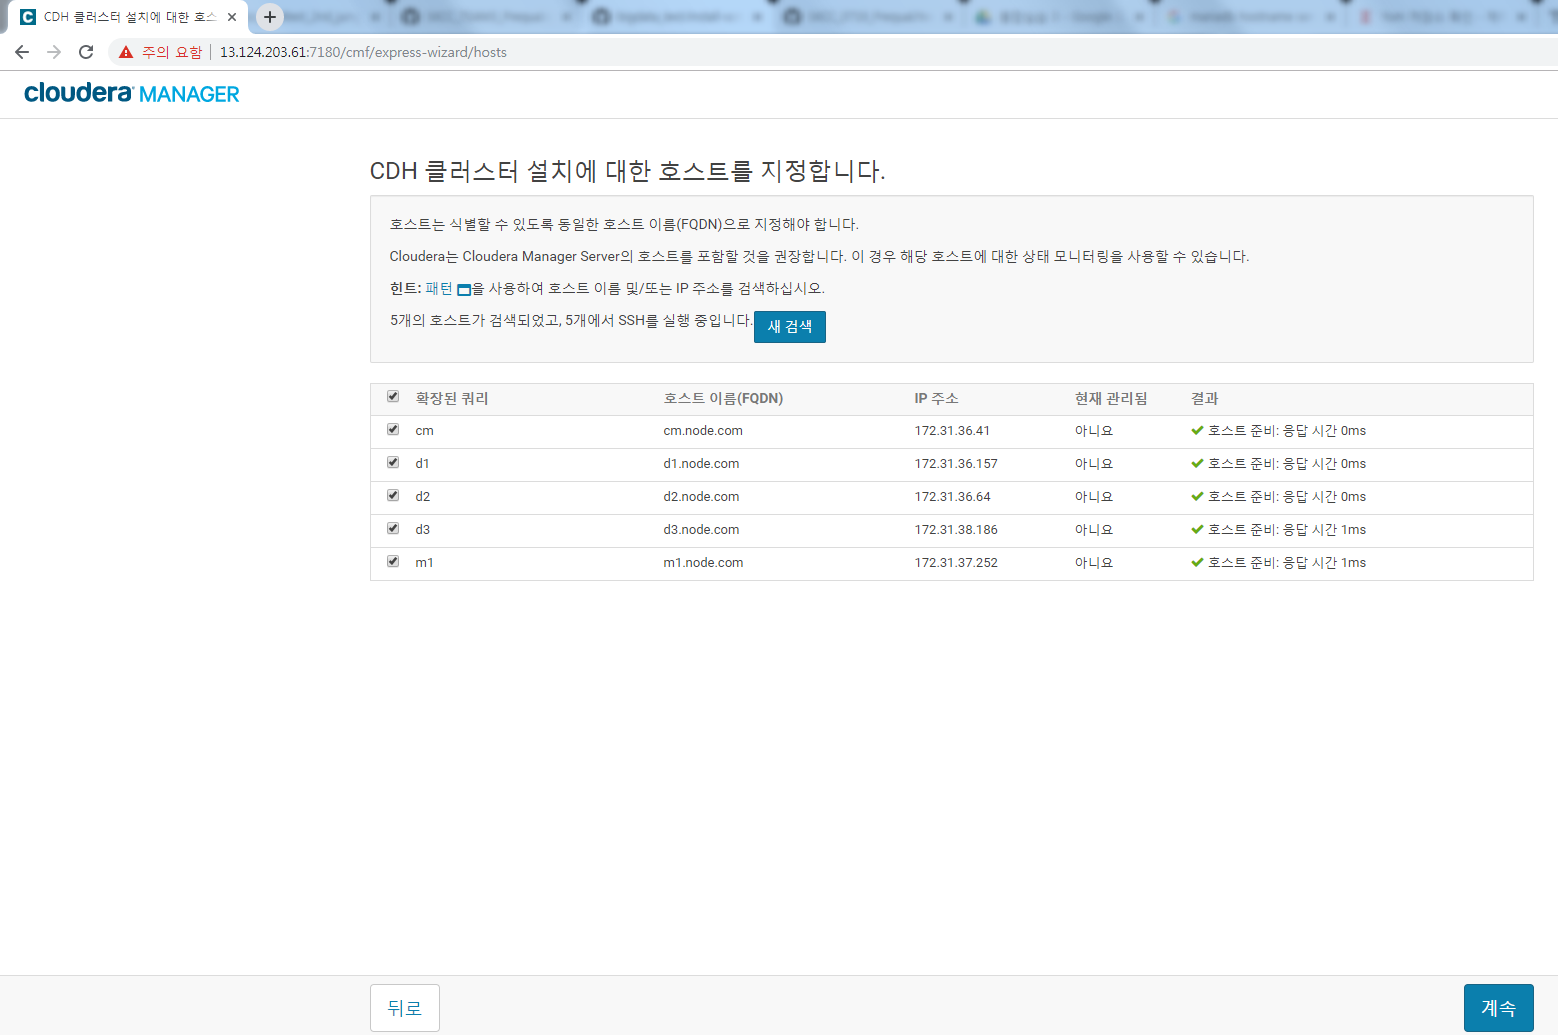 CDH 클러스터 설치에 대한 호스
주의 요함 13.124.203.61:7180/cmf/express-wizard/hosts
cloudera MANAGER
CDH 클러스터 설치에 대한 호스트를 지정합니다.
호스트는 식별할 수 있도록 동일한 호스트 이름(FQDN)으로 지정해야 합니다.
Cloudera는 Cloudera Manager Server의 호스트를 포함할 것을 권장합니다. 이 경우 해당 호스트에 대한 상태 모니터링을 사용할 수 있습니다.
힌트: 패턴 을 사용하여 호스트 이름 및/또는 IP 주소를 검색하십시오.
5개의 호스트가 검색되었고, 5개에서 SSH를 실행 중입니다. 새 검색
확장된 쿼리 호스트 이름(FQDN) IP 주소 현재 관리됨 결과
cm cm.node.com 172.31.36.41 아니요 호스트 준비: 응답 시간 0ms
d1 d1.node.com 172.31.36.157 아니요 호스트 준비: 응답 시간 0ms
d2 d2.node.com 172.31.36.64 아니요 호스트 준비: 응답 시간 0ms
d3 d3.node.com 172.31.38.186 아니요 호스트 준비: 응답 시간 1ms
m1 m1.node.com 172.31.37.252 아니요 호스트 준비: 응답 시간 1ms
뒤로 계속